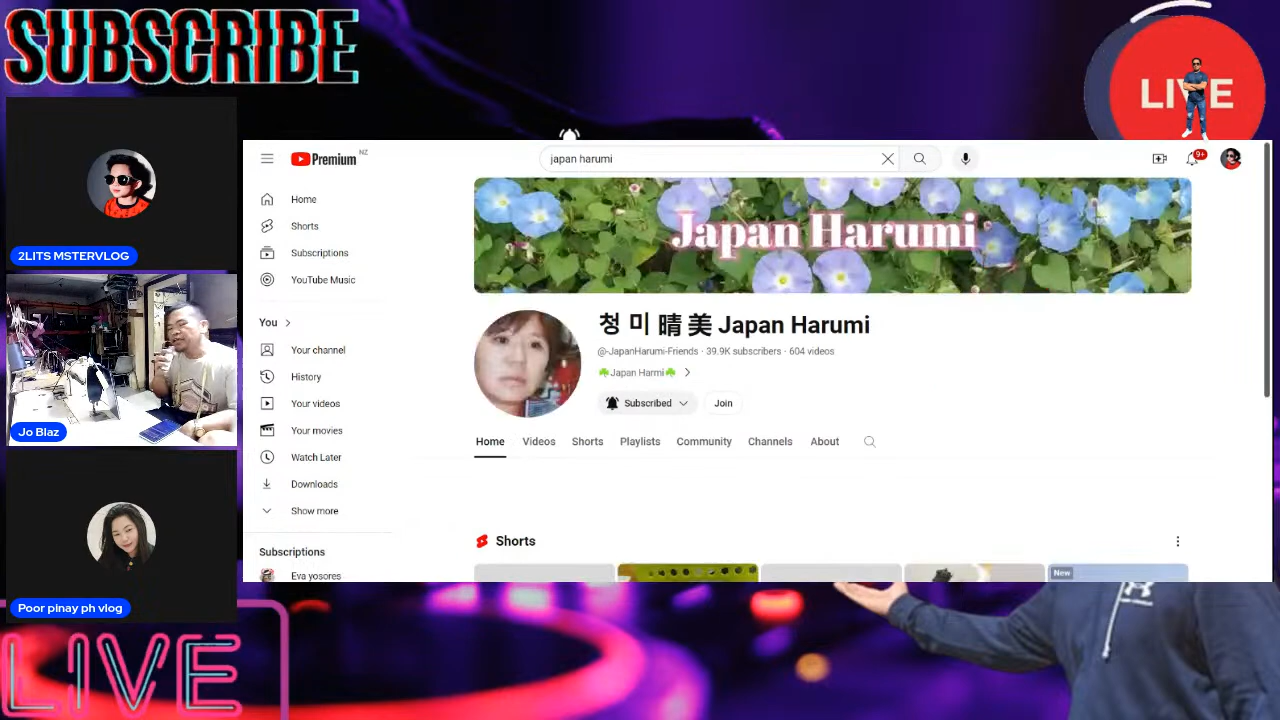 SUBSCRIBE
LIVE
2LITS MSTERVLOG
Jo Blaz
Poor pinay ph vlog
LIVE
Premium NZ
japan harumi
9+
Home
Shorts
Subscriptions
YouTube Music
You
Your channel
History
Your videos
Your movies
Watch Later
Downloads
Show more
Subscriptions
Eva yosores
Japan Harumi
청 미 晴 美 Japan Harumi
@-JapanHarumi-Friends · 39.9K subscribers · 604 videos
☘Japan Harmi☘
Subscribed
Join
Home Videos Shorts Playlists Community Channels About
Shorts
New